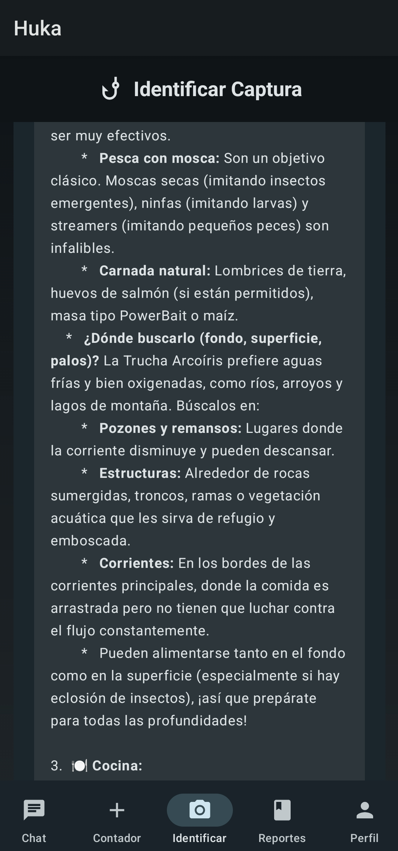 Huka
Identificar Captura
ser muy efectivos.
* Pesca con mosca: Son un objetivo
clásico. Moscas secas (imitando insectos
emergentes), ninfas (imitando larvas) y
streamers (imitando pequeños peces) son
infalibles.
* Carnada natural: Lombrices de tierra,
huevos de salmón (si están permitidos),
masa tipo PowerBait o maíz.
* ¿Dónde buscarlo (fondo, superficie,
palos)? La Trucha Arcoíris prefiere aguas
frías y bien oxigenadas, como ríos, arroyos y
lagos de montaña. Búscalos en:
* Pozones y remansos: Lugares donde
la corriente disminuye y pueden descansar.
* Estructuras: Alrededor de rocas
sumergidas, troncos, ramas o vegetación
acuática que les sirva de refugio y
emboscada.
* Corrientes: En los bordes de las
corrientes principales, donde la comida es
arrastrada pero no tienen que luchar contra
el flujo constantemente.
* Pueden alimentarse tanto en el fondo
como en la superficie (especialmente si hay
eclosión de insectos), ¡así que prepárate
para todas las profundidades!
3. 🍽️ Cocina:
Chat
Contador
Identificar
Reportes
Perfil